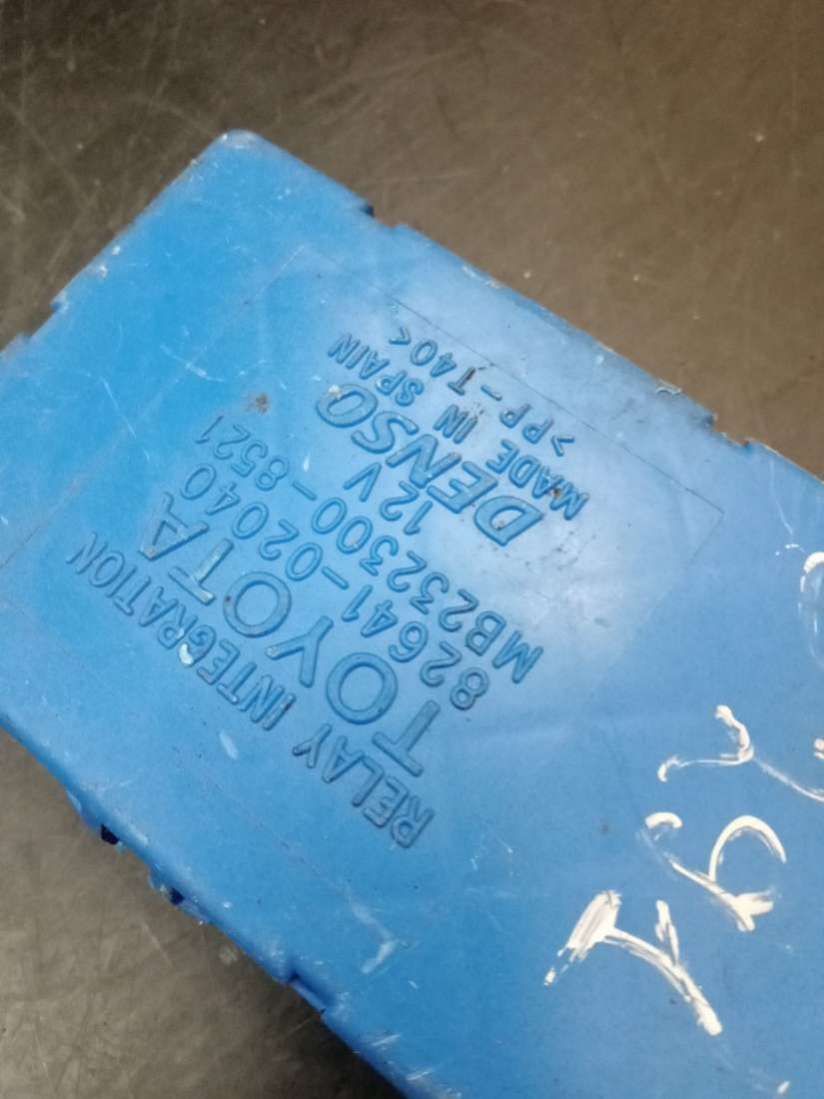 RELAY INTEGRATION
TOYOTA
82641-02040
MB232300-8521
12V
DENSO
MADE IN SPAIN
>PP-T40<